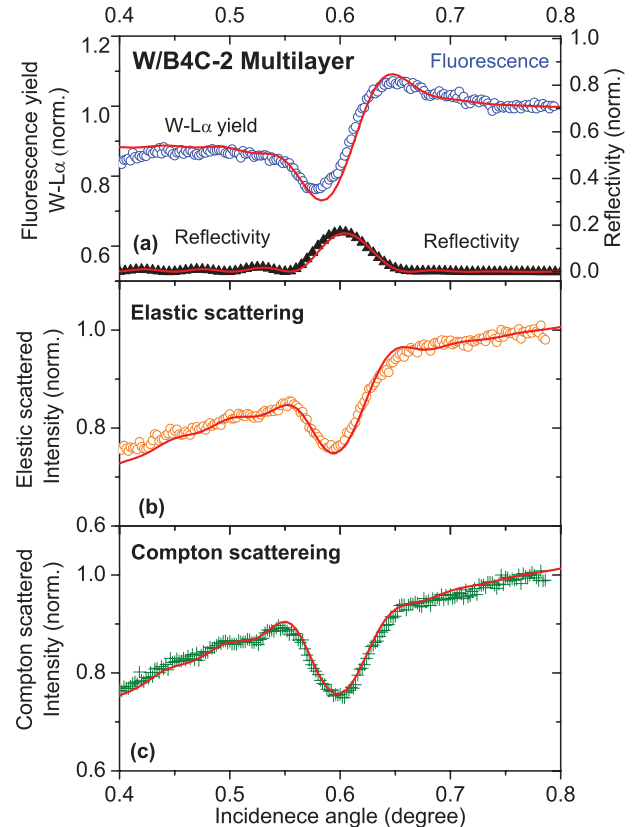 0.4 0.5 0.6 0.7 0.8
1.2 1.0
W/B4C-2 Multilayer Fluorescence
0.8
1.0
W-Lα yield
0.6
0.4
0.8
0.2
Reflectivity Reflectivity
0.6 (a) 0.0
Fluorescence yield
W-Lα (norm.)
Reflectivity (norm.)
Elastic scattering
1.0
0.8
0.6
(b)
Elestic scattered
Intensity (norm.)
Compton scattereing
1.0
0.8
0.6
(c)
Compton scattered
Intensity (norm.)
0.4 0.5 0.6 0.7 0.8
Incidenece angle (degree)